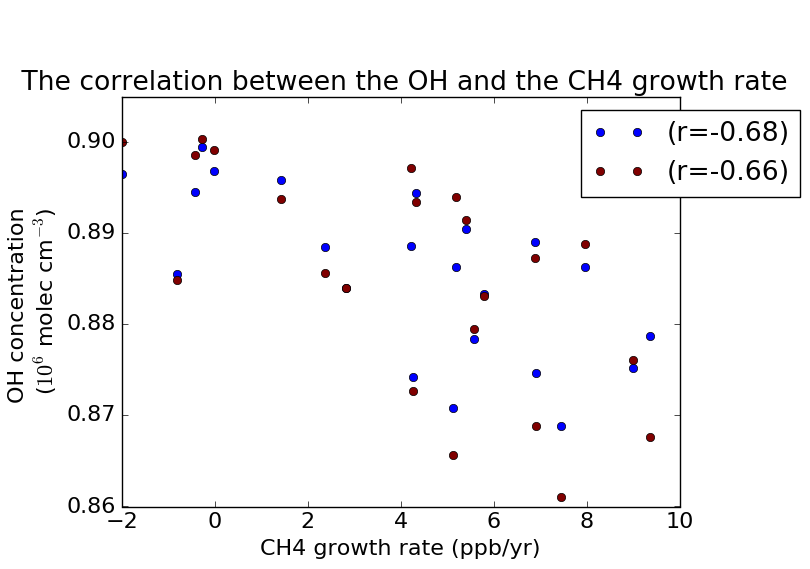 The correlation between the OH and the CH4 growth rate
(r=-0.68)
(r=-0.66)
0.90
0.89
0.88
0.87
0.86
OH concentration
(10⁶ molec cm⁻³)
−2
0
2
4
6
8
10
CH4 growth rate (ppb/yr)